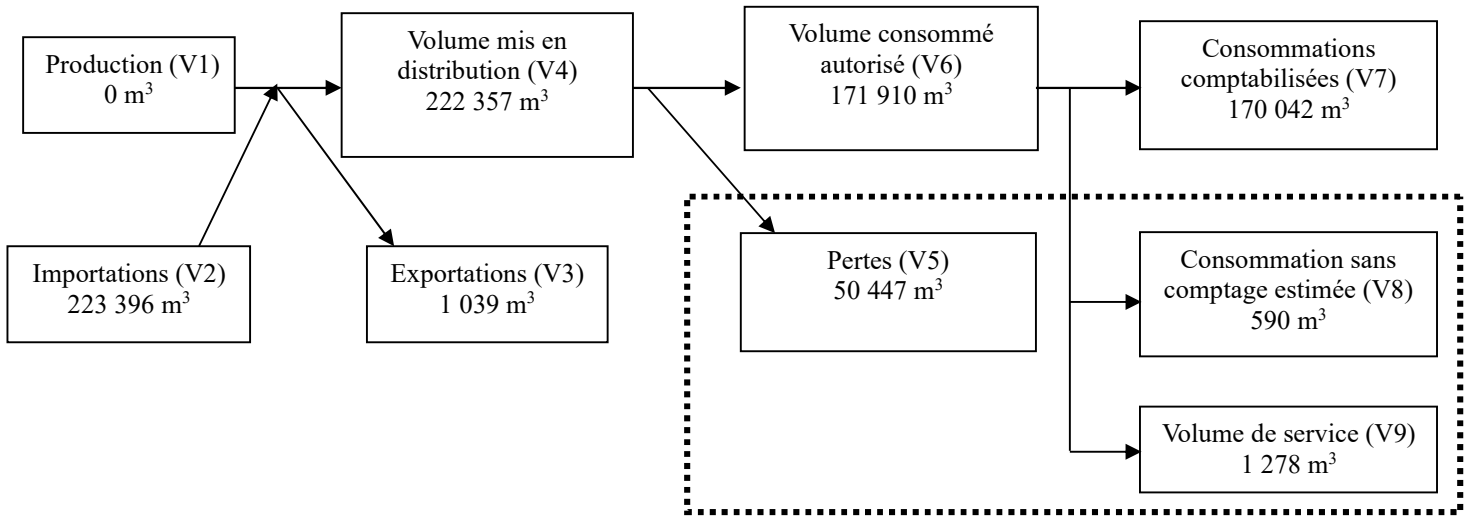 Production (V1)
0 m³
Volume mis en
distribution (V4)
222 357 m³
Volume consommé
autorisé (V6)
171 910 m³
Consommations
comptabilisées (V7)
170 042 m³
Importations (V2)
223 396 m³
Exportations (V3)
1 039 m³
Pertes (V5)
50 447 m³
Consommation sans
comptage estimée (V8)
590 m³
Volume de service (V9)
1 278 m³